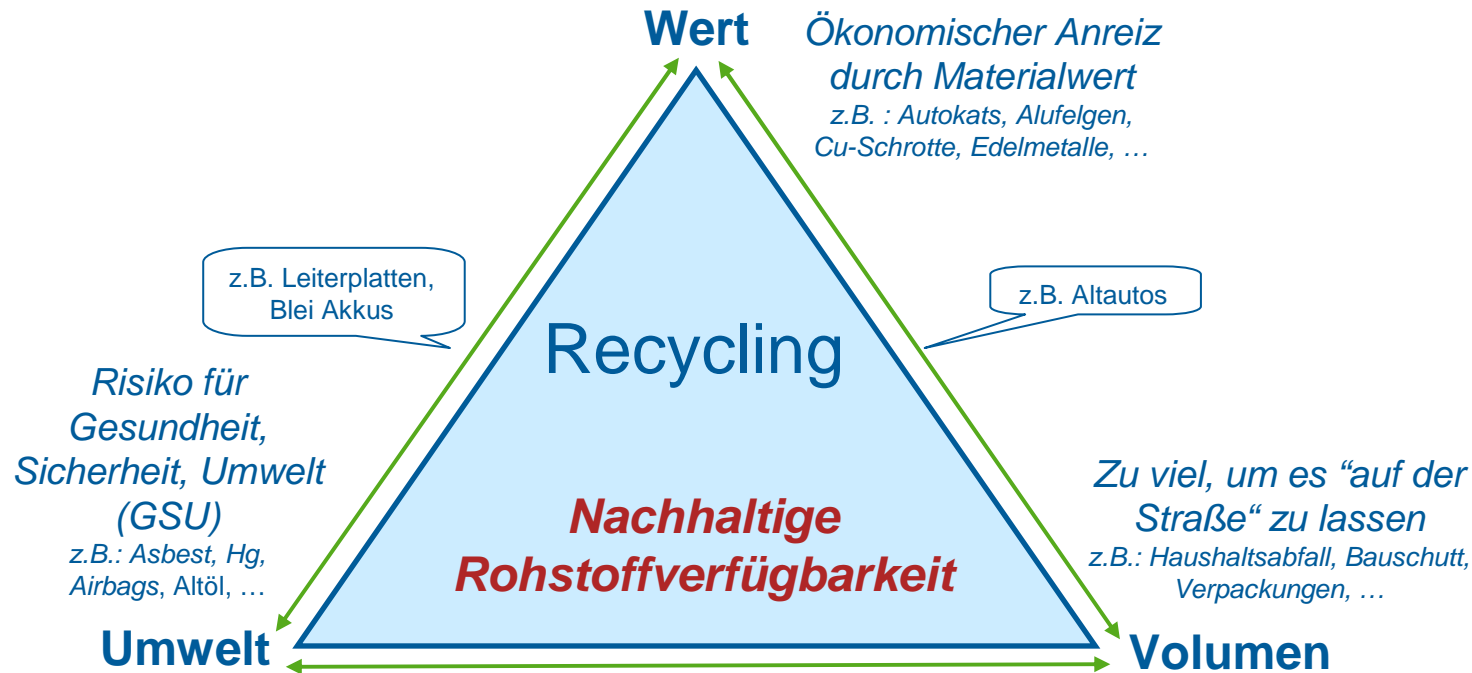 Wert
Ökonomischer Anreiz
durch Materialwert
z.B. : Autokats, Alufelgen,
Cu-Schrotte, Edelmetalle, …
z.B. Leiterplatten,
Blei Akkus
z.B. Altautos
Recycling
Risiko für
Gesundheit,
Sicherheit, Umwelt
(GSU)
z.B.: Asbest, Hg,
Airbags, Altöl, …
Nachhaltige
Rohstoffverfügbarkeit
Zu viel, um es “auf der
Straße“ zu lassen
z.B.: Haushaltsabfall, Bauschutt,
Verpackungen, …
Umwelt
Volumen